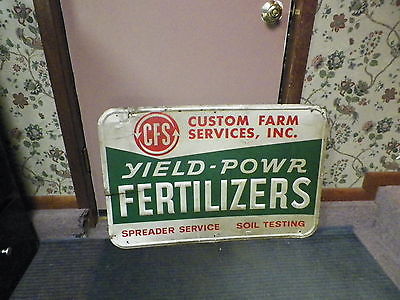 CFS
CUSTOM FARM
SERVICES, INC.
YIELD-POWR
FERTILIZERS
SPREADER SERVICE SOIL TESTING